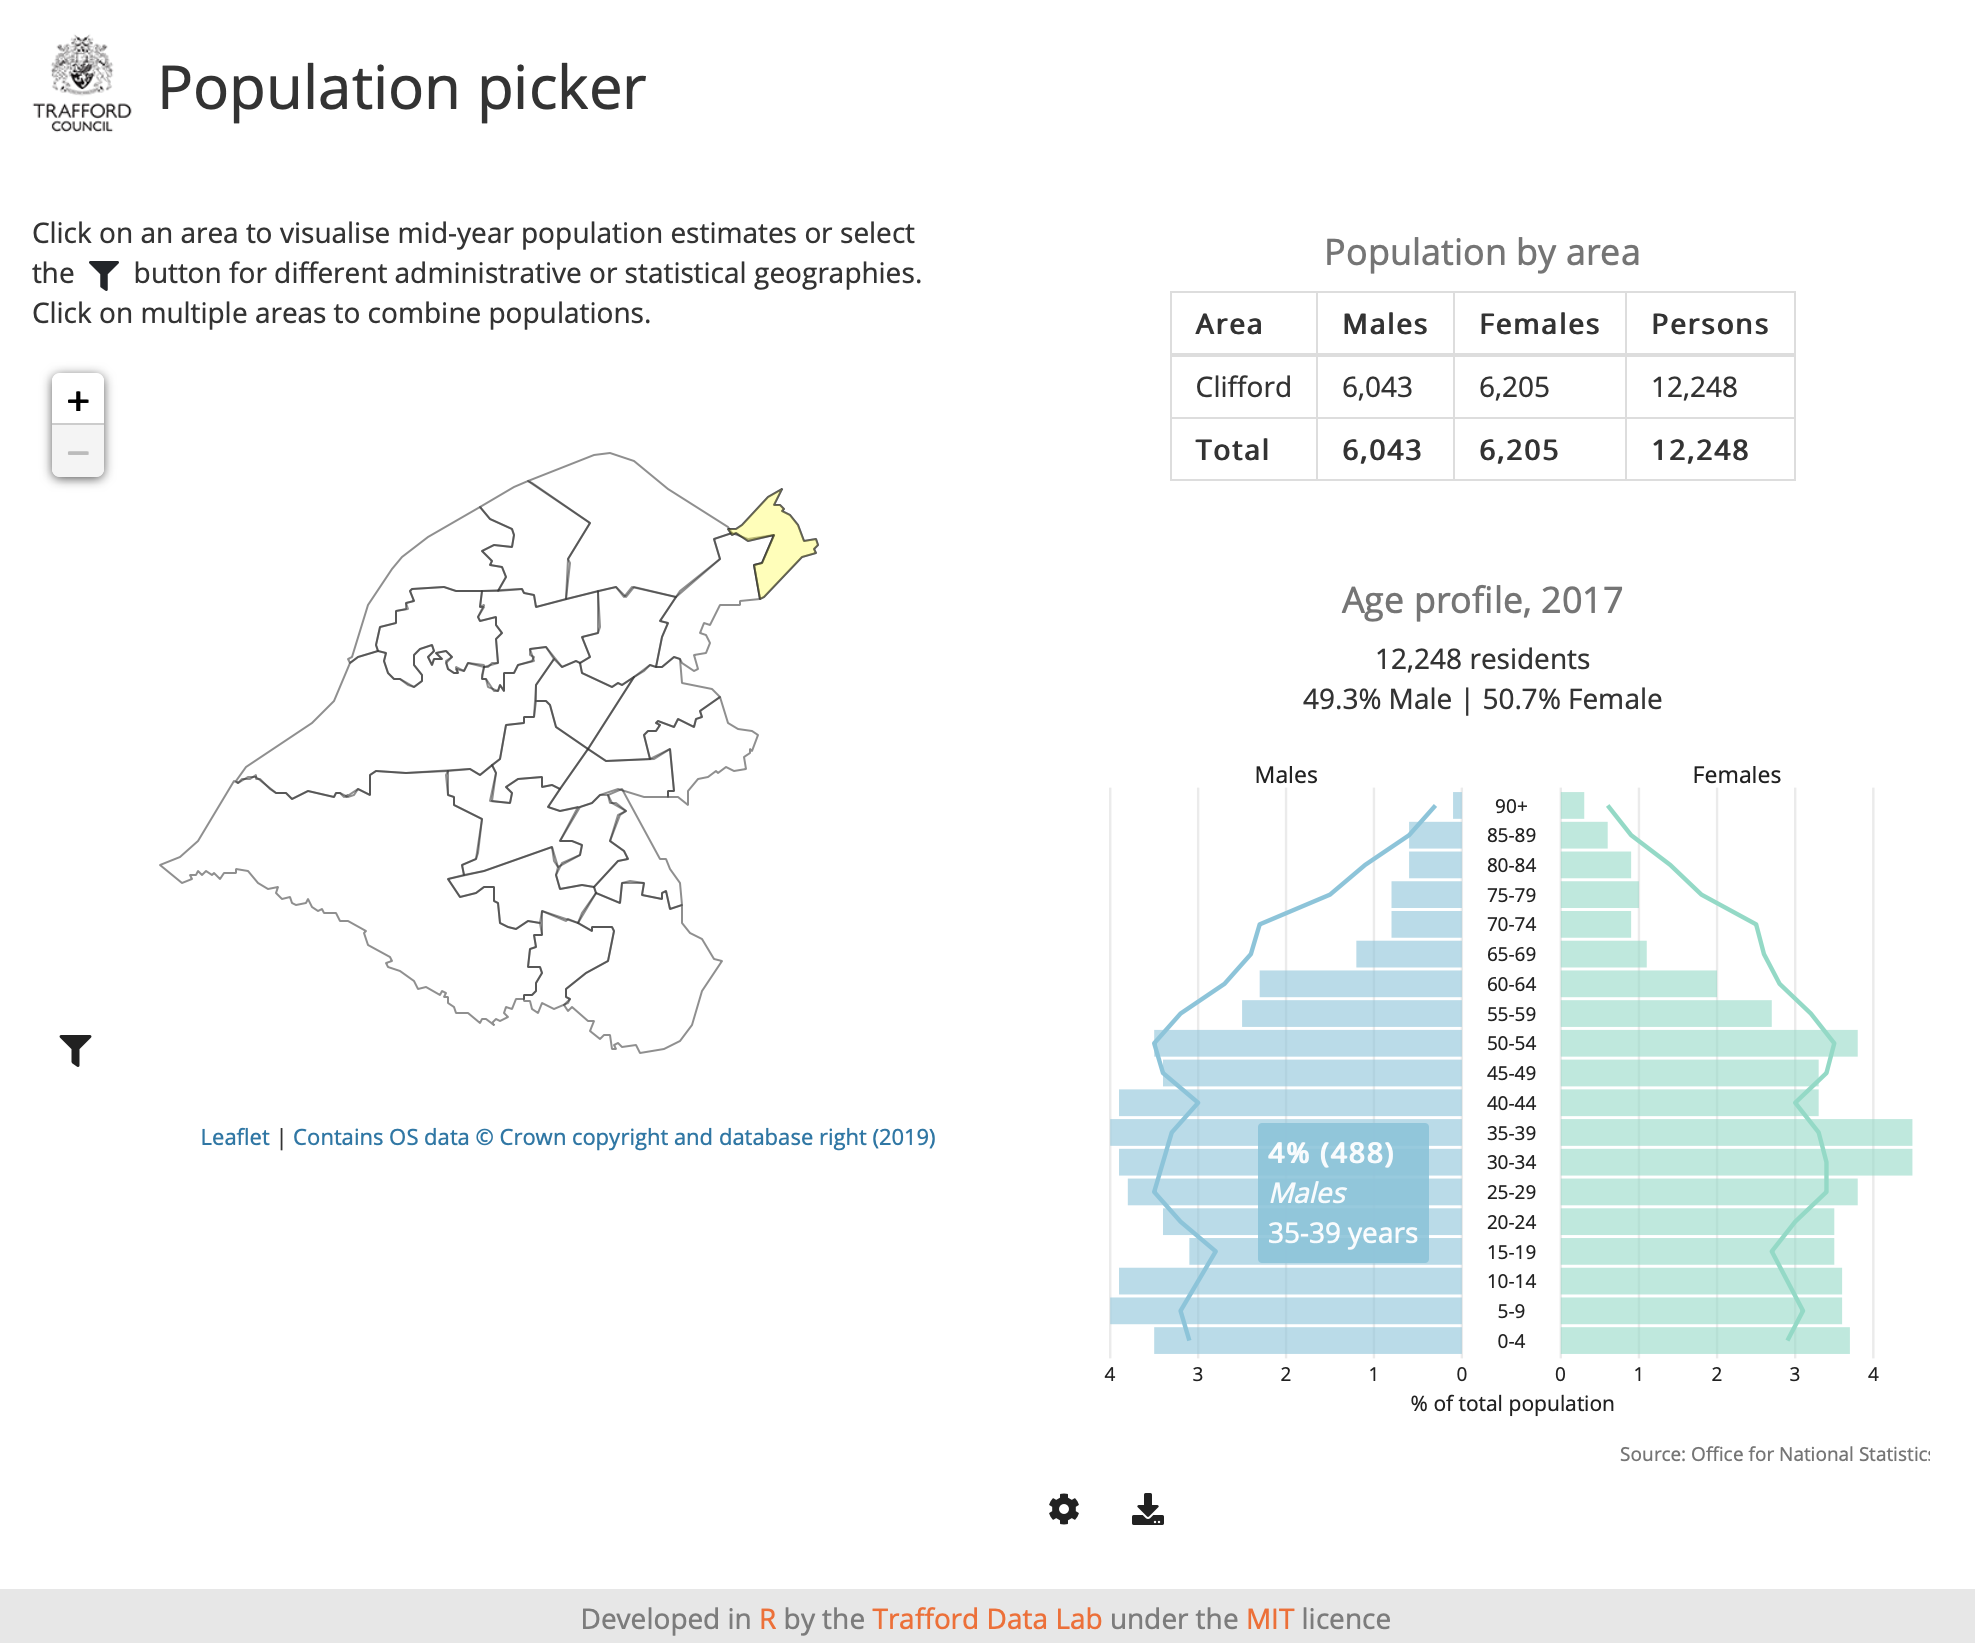 TRAFFORD
COUNCIL
Population picker
Click on an area to visualise mid-year population estimates or select
the button for different administrative or statistical geographies.
Click on multiple areas to combine populations.
+
−
Leaflet | Contains OS data © Crown copyright and database right (2019)
Population by area
Area Males Females Persons
Clifford 6,043 6,205 12,248
Total 6,043 6,205 12,248
Age profile, 2017
12,248 residents
49.3% Male | 50.7% Female
Males Females
90+
85-89
80-84
75-79
70-74
65-69
60-64
55-59
50-54
45-49
40-44
35-39
30-34
25-29
20-24
15-19
10-14
5-9
0-4
4% (488)
Males
35-39 years
4 3 2 1 0 0 1 2 3 4
% of total population
Source: Office for National Statistics
Developed in R by the Trafford Data Lab under the MIT licence